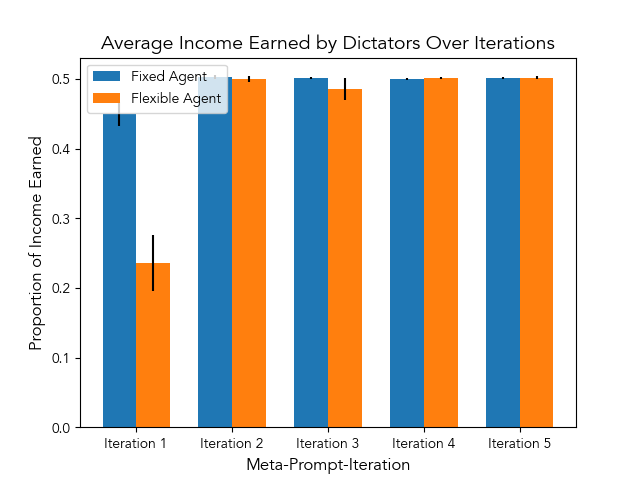 Average Income Earned by Dictators Over Iterations
Fixed Agent
Flexible Agent
Proportion of Income Earned
0.5
0.4
0.3
0.2
0.1
0.0
Iteration 1
Iteration 2
Iteration 3
Iteration 4
Iteration 5
Meta-Prompt-Iteration